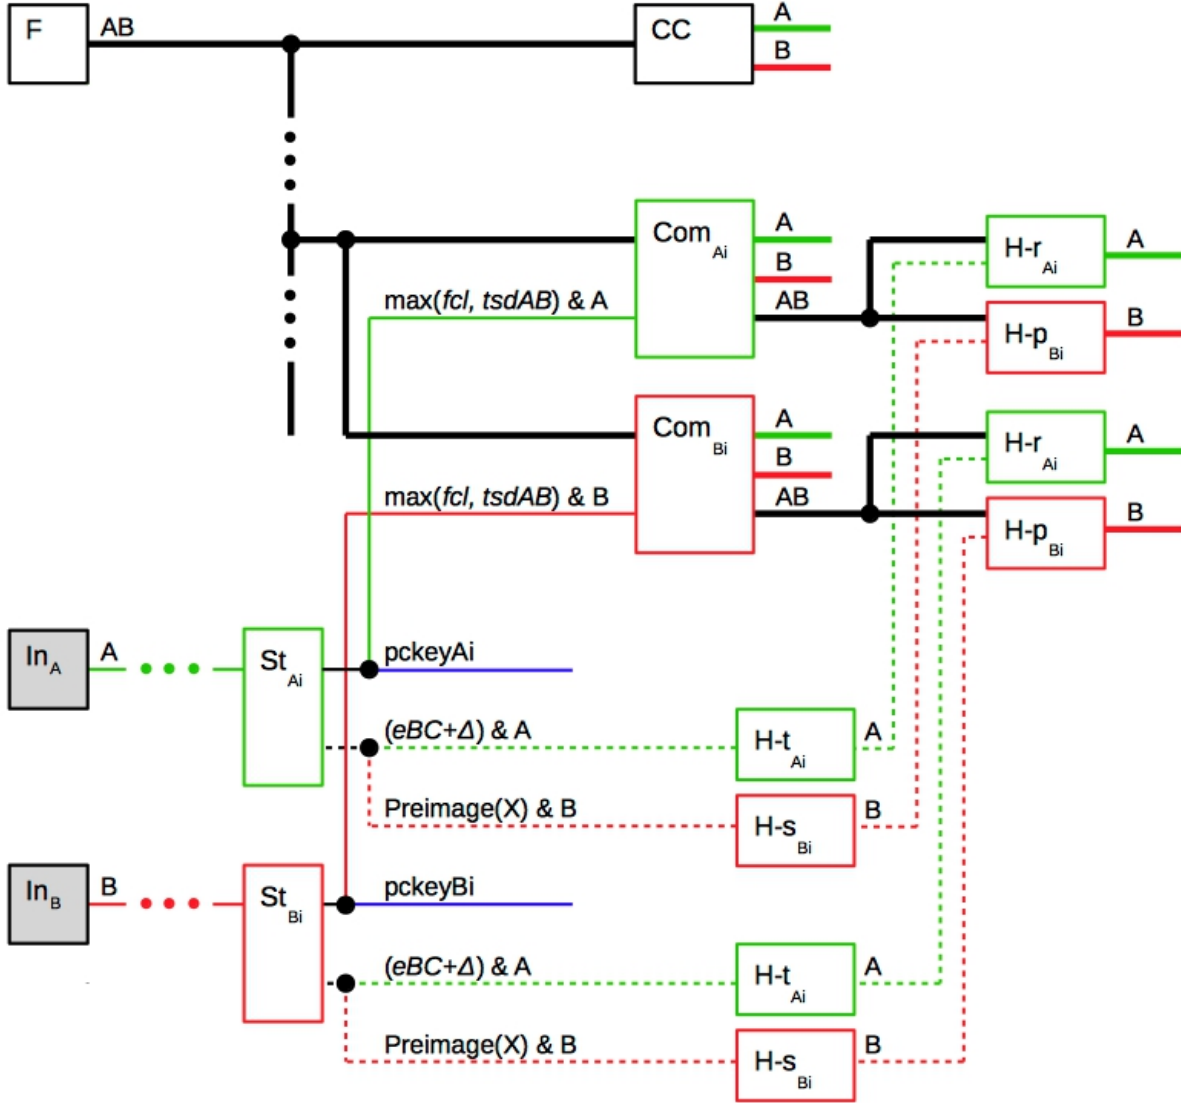 F
AB
CC
A
B
Com Ai
A
B
AB
max(fcl, tsdAB) & A
H-r Ai
A
H-p Bi
B
Com Bi
A
B
AB
max(fcl, tsdAB) & B
H-r Ai
A
H-p Bi
B
In A
A
St Ai
pckeyAi
(eBC+Δ) & A
H-t Ai
A
Preimage(X) & B
H-s Bi
B
In B
B
St Bi
pckeyBi
(eBC+Δ) & A
H-t Ai
A
Preimage(X) & B
H-s Bi
B